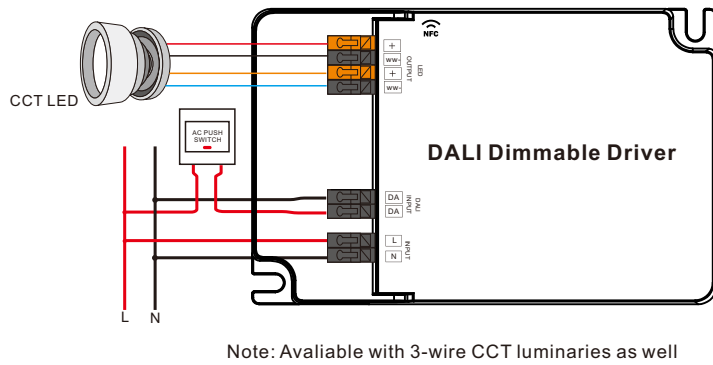 NFC
+
WW-
+
WW-
LED
OUTPUT
CCT LED
AC PUSH
SWITCH
DALI Dimmable Driver
DA
DA
DALI
INPUT
L
N
INPUT
L
N
Note: Avaliable with 3-wire CCT luminaries as well